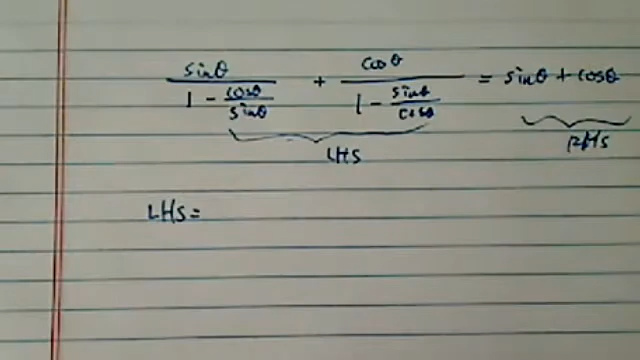 sinθ / (1 - cosθ/sinθ) + cosθ / (1 - sinθ/cosθ) = sinθ + cosθ
LHS RHS
LHS=